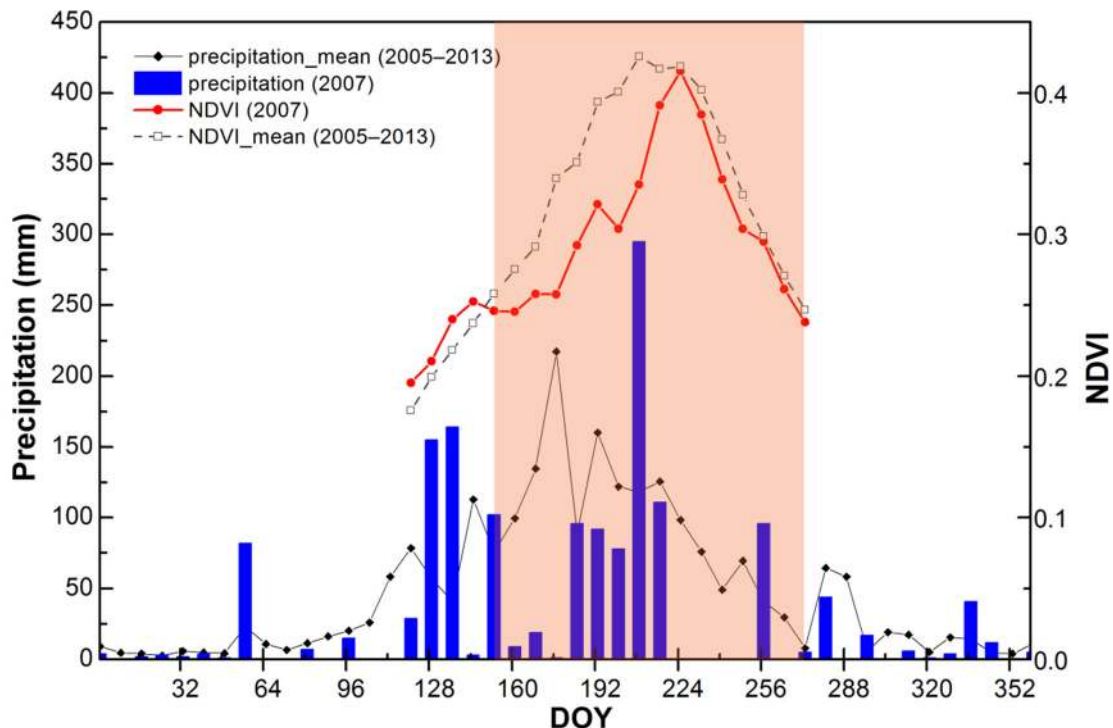 precipitation_mean (2005–2013)
precipitation (2007)
NDVI (2007)
NDVI_mean (2005–2013)
Precipitation (mm)
450
400
350
300
250
200
150
100
50
0
NDVI
0.4
0.3
0.2
0.1
0.0
32 64 96 128 160 192 224 256 288 320 352
DOY